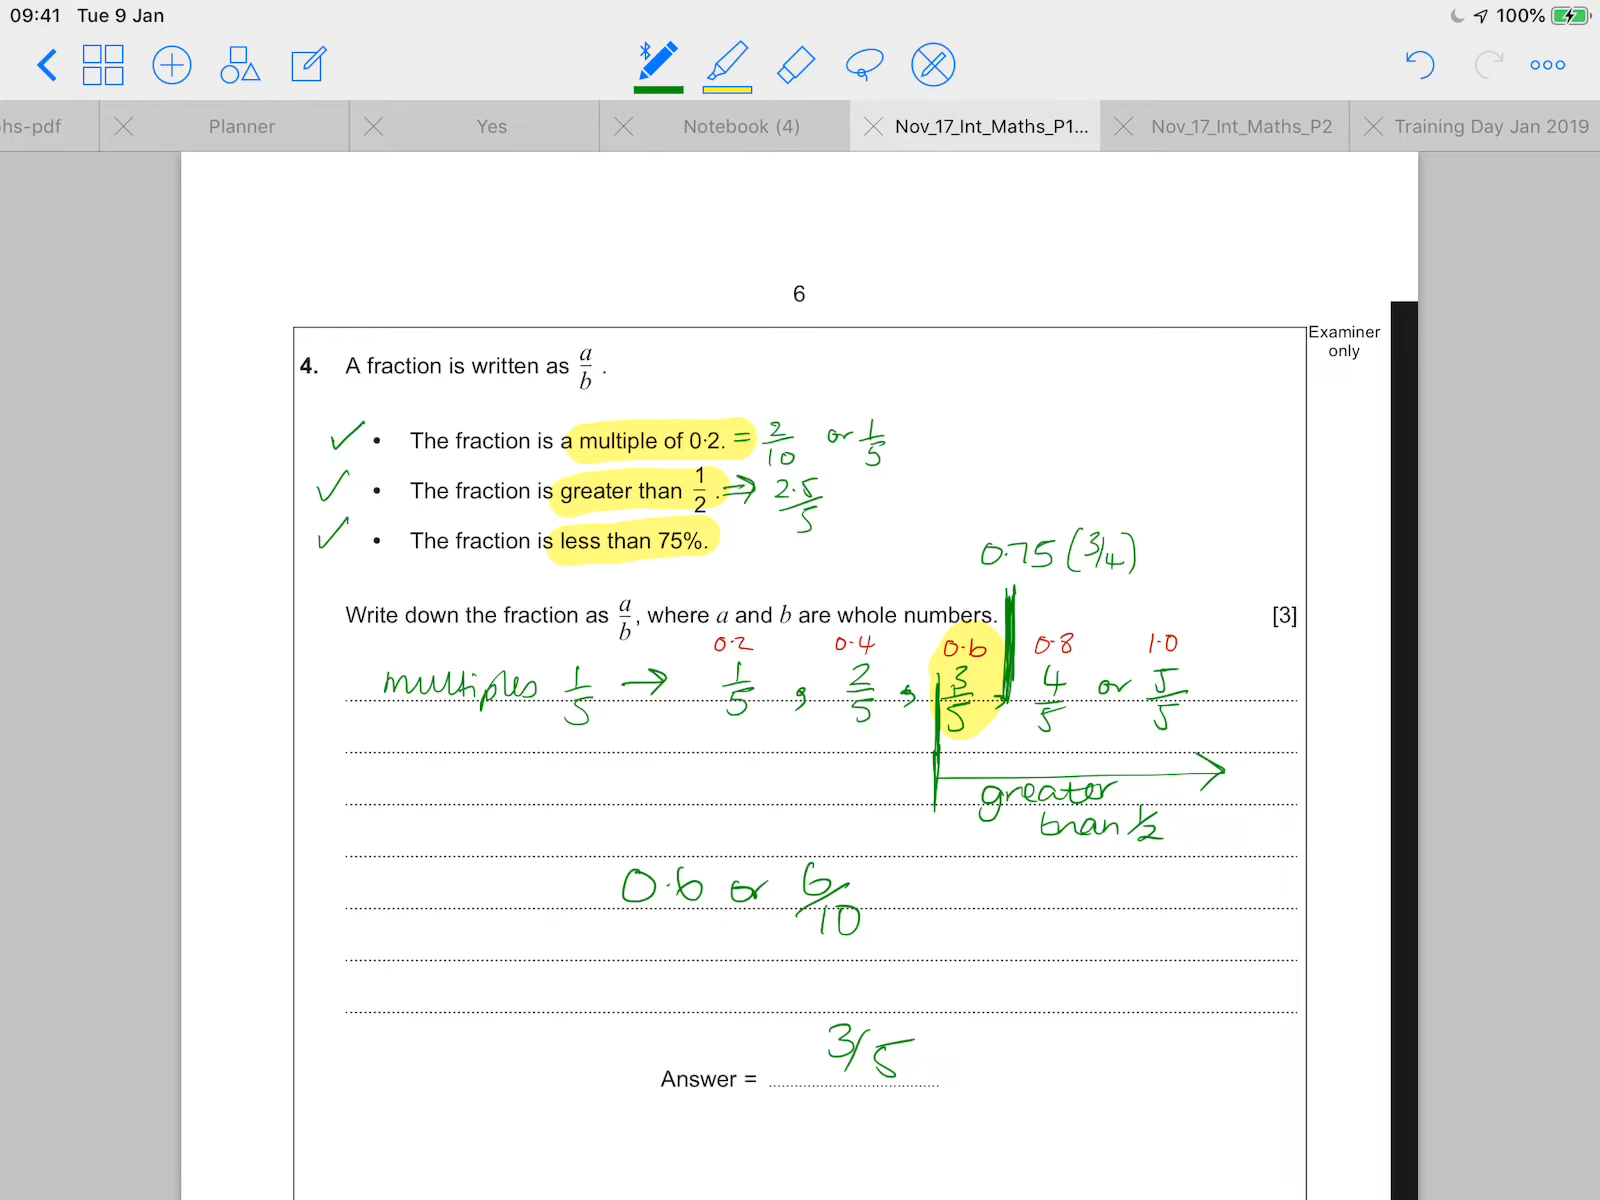 09:41 Tue 9 Jan 100%
hs-pdf Planner Yes Notebook (4) Nov_17_Int_Maths_P1... Nov_17_Int_Maths_P2 Training Day Jan 2019
6
Examiner
only
4. A fraction is written as a/b .
✓ • The fraction is a multiple of 0·2. = 2/10 or 1/5
✓ • The fraction is greater than 1/2 . ⇒ 2.5/5
✓ • The fraction is less than 75%.
0.75 (3/4)
Write down the fraction as a/b, where a and b are whole numbers. [3]
0.2 0.4 0.6 0.8 1.0
multiples 1/5 → 1/5 , 2/5 , 3/5 , 4/5 or 5/5
greater
than 1/2
0.6 or 6/10
3/5
Answer =